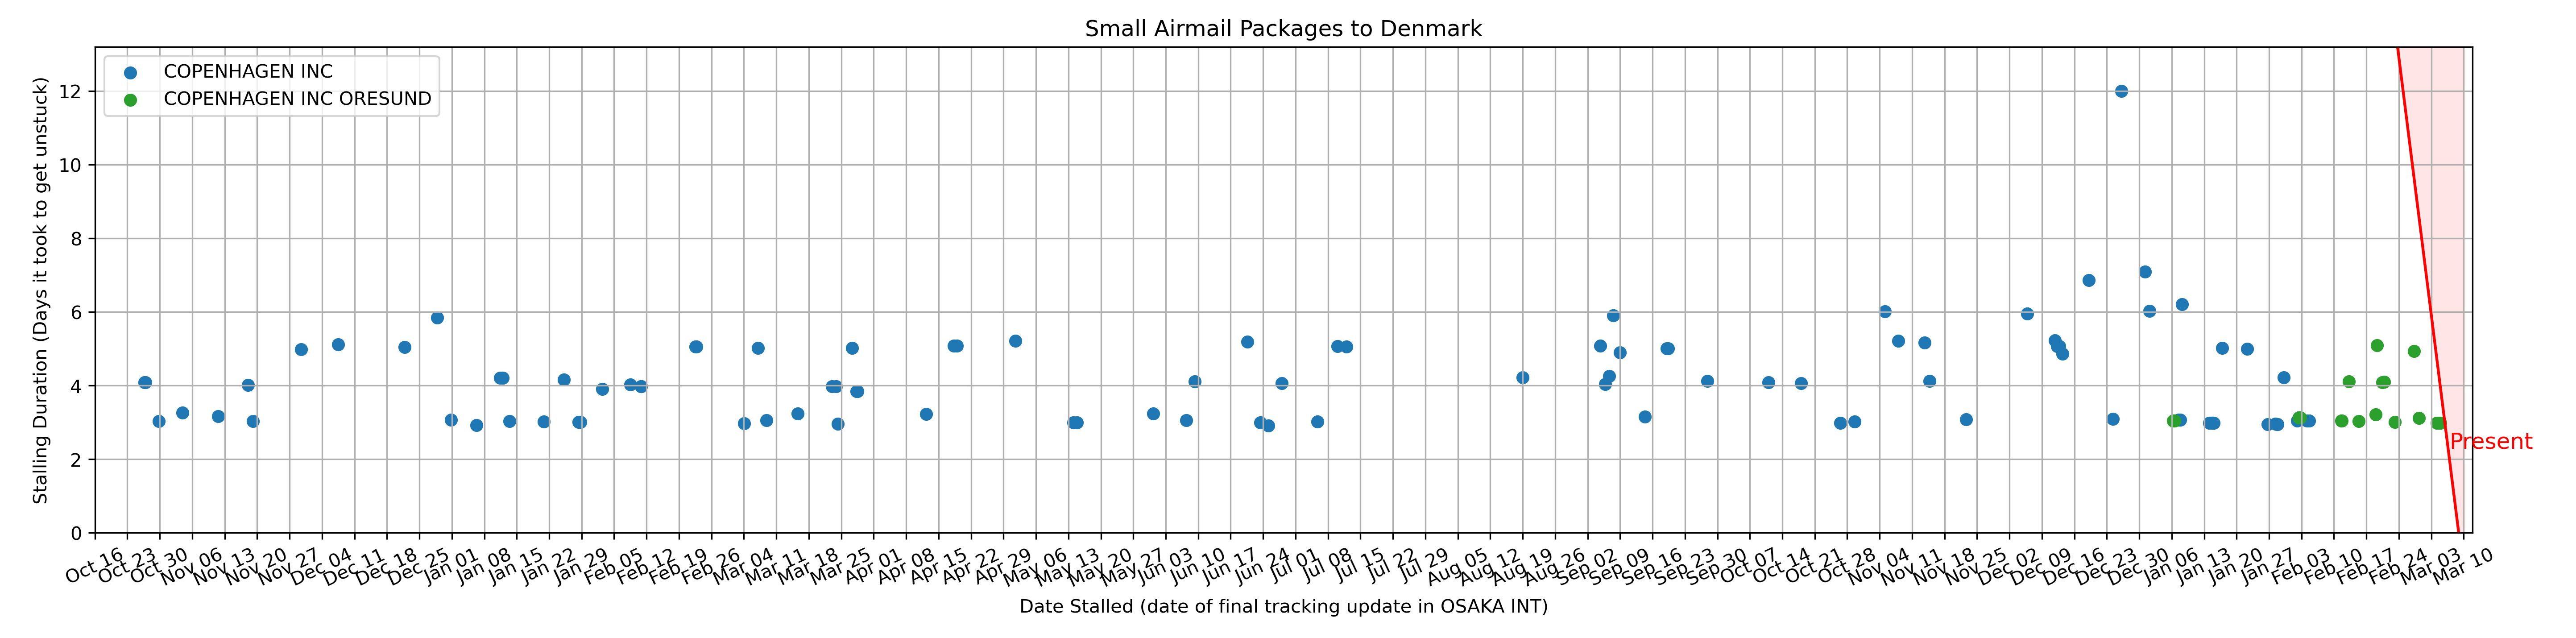 Small Airmail Packages to Denmark
COPENHAGEN INC
COPENHAGEN INC ORESUND
Stalling Duration (Days it took to get unstuck)
12
10
8
6
4
2
0
Present
Oct 16
Oct 23
Oct 30
Nov 06
Nov 13
Nov 20
Nov 27
Dec 04
Dec 11
Dec 18
Dec 25
Jan 01
Jan 08
Jan 15
Jan 22
Jan 29
Feb 05
Feb 12
Feb 19
Feb 26
Mar 04
Mar 11
Mar 18
Mar 25
Apr 01
Apr 08
Apr 15
Apr 22
Apr 29
May 06
May 13
May 20
May 27
Jun 03
Jun 10
Jun 17
Jun 24
Jul 01
Jul 08
Jul 15
Jul 22
Jul 29
Aug 05
Aug 12
Aug 19
Aug 26
Sep 02
Sep 09
Sep 16
Sep 23
Sep 30
Oct 07
Oct 14
Oct 21
Oct 28
Nov 04
Nov 11
Nov 18
Nov 25
Dec 02
Dec 09
Dec 16
Dec 23
Dec 30
Jan 06
Jan 13
Jan 20
Jan 27
Feb 03
Feb 10
Feb 17
Feb 24
Mar 03
Mar 10
Date Stalled (date of final tracking update in OSAKA INT)